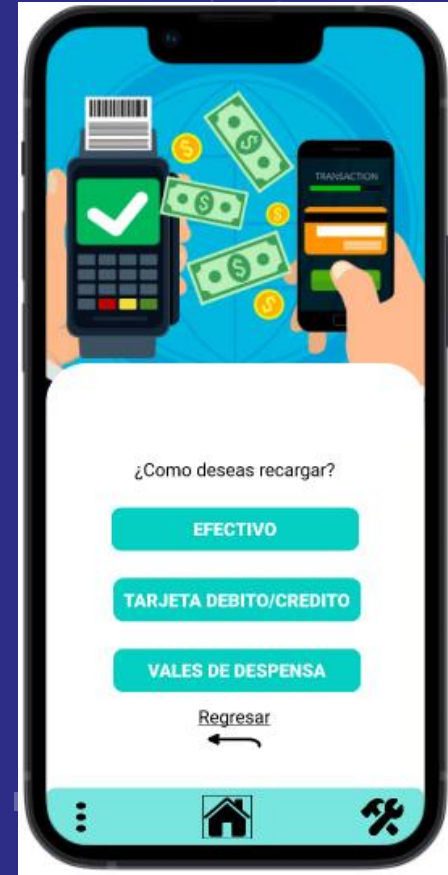 TRANSACTION
¿Como deseas recargar?
EFECTIVO
TARJETA DEBITO/CREDITO
VALES DE DESPENSA
Regresar